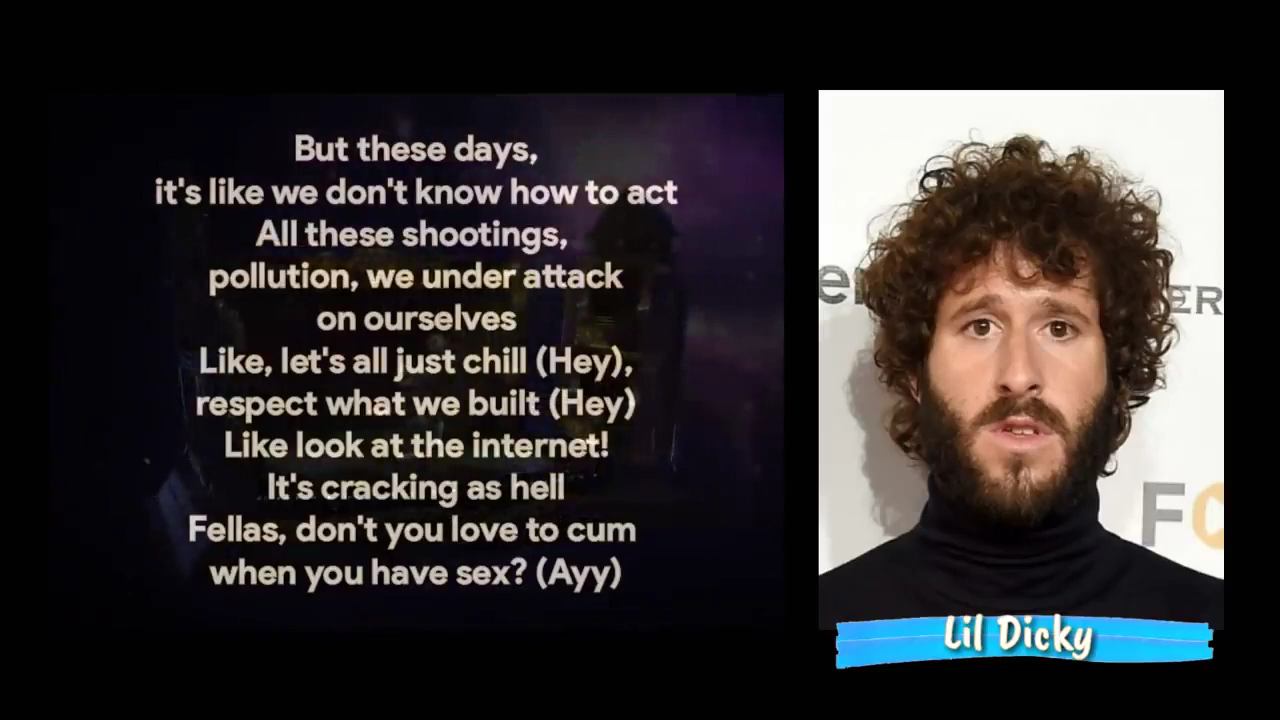 But these days,
it's like we don't know how to act
All these shootings,
pollution, we under attack
on ourselves
Like, let's all just chill (Hey),
respect what we built (Hey)
Like look at the internet!
It's cracking as hell
Fellas, don't you love to cum
when you have sex? (Ayy)
ER
F
Lil Dicky